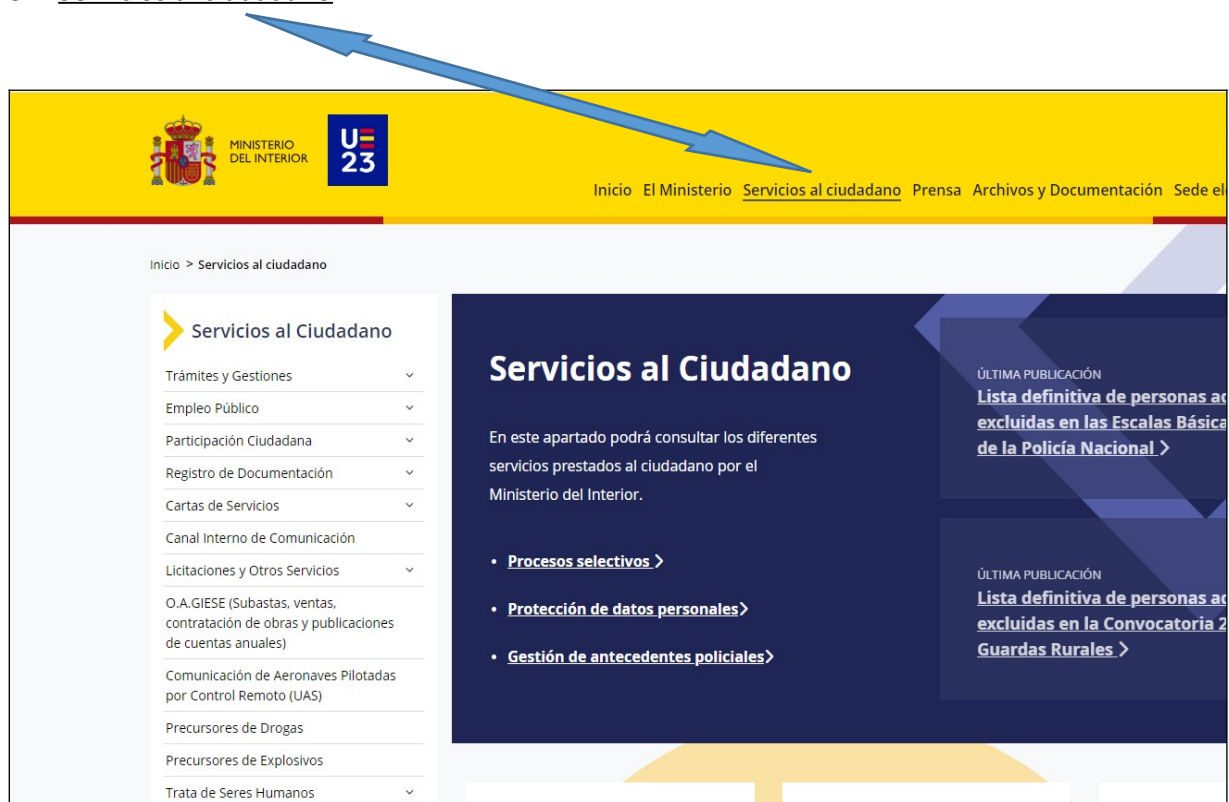 MINISTERIO
DEL INTERIOR
UE
23
Inicio El Ministerio Servicios al ciudadano Prensa Archivos y Documentación Sede
Inicio > Servicios al ciudadano
Servicios al Ciudadano
Trámites y Gestiones
Empleo Público
Participación Ciudadana
Registro de Documentación
Cartas de Servicios
Canal Interno de Comunicación
Licitaciones y Otros Servicios
O.A.GIESE (Subastas, ventas,
contratación de obras y publicaciones
de cuentas anuales)
Comunicación de Aeronaves Pilotadas
por Control Remoto (UAS)
Precursores de Drogas
Precursores de Explosivos
Trata de Seres Humanos
Servicios al Ciudadano
En este apartado podrá consultar los diferentes
servicios prestados al ciudadano por el
Ministerio del Interior.
• Procesos selectivos >
• Protección de datos personales>
• Gestión de antecedentes policiales>
ÚLTIMA PUBLICACIÓN
Lista definitiva de personas
excluidas en las Escalas Básica
de la Policía Nacional >
ÚLTIMA PUBLICACIÓN
Lista definitiva de personas
excluidas en la Convocatoria 2
Guardas Rurales >